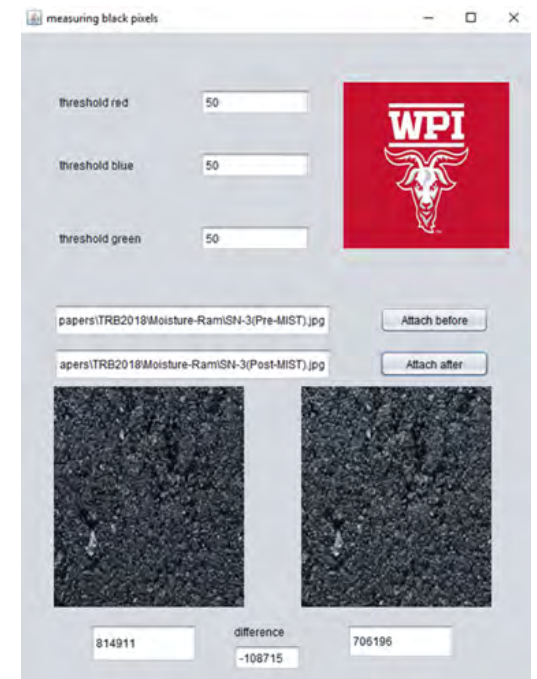 measuring black pixels
threshold red
50
WPI
threshold blue
50
threshold green
50
papers\TRB2018\Moisture-Ram\SN-3(Pre-MIST).jpg
Attach before
apers\TRB2018\Moisture-Ram\SN-3(Post-MIST).jpg
Attach after
814911
difference
-108715
706196